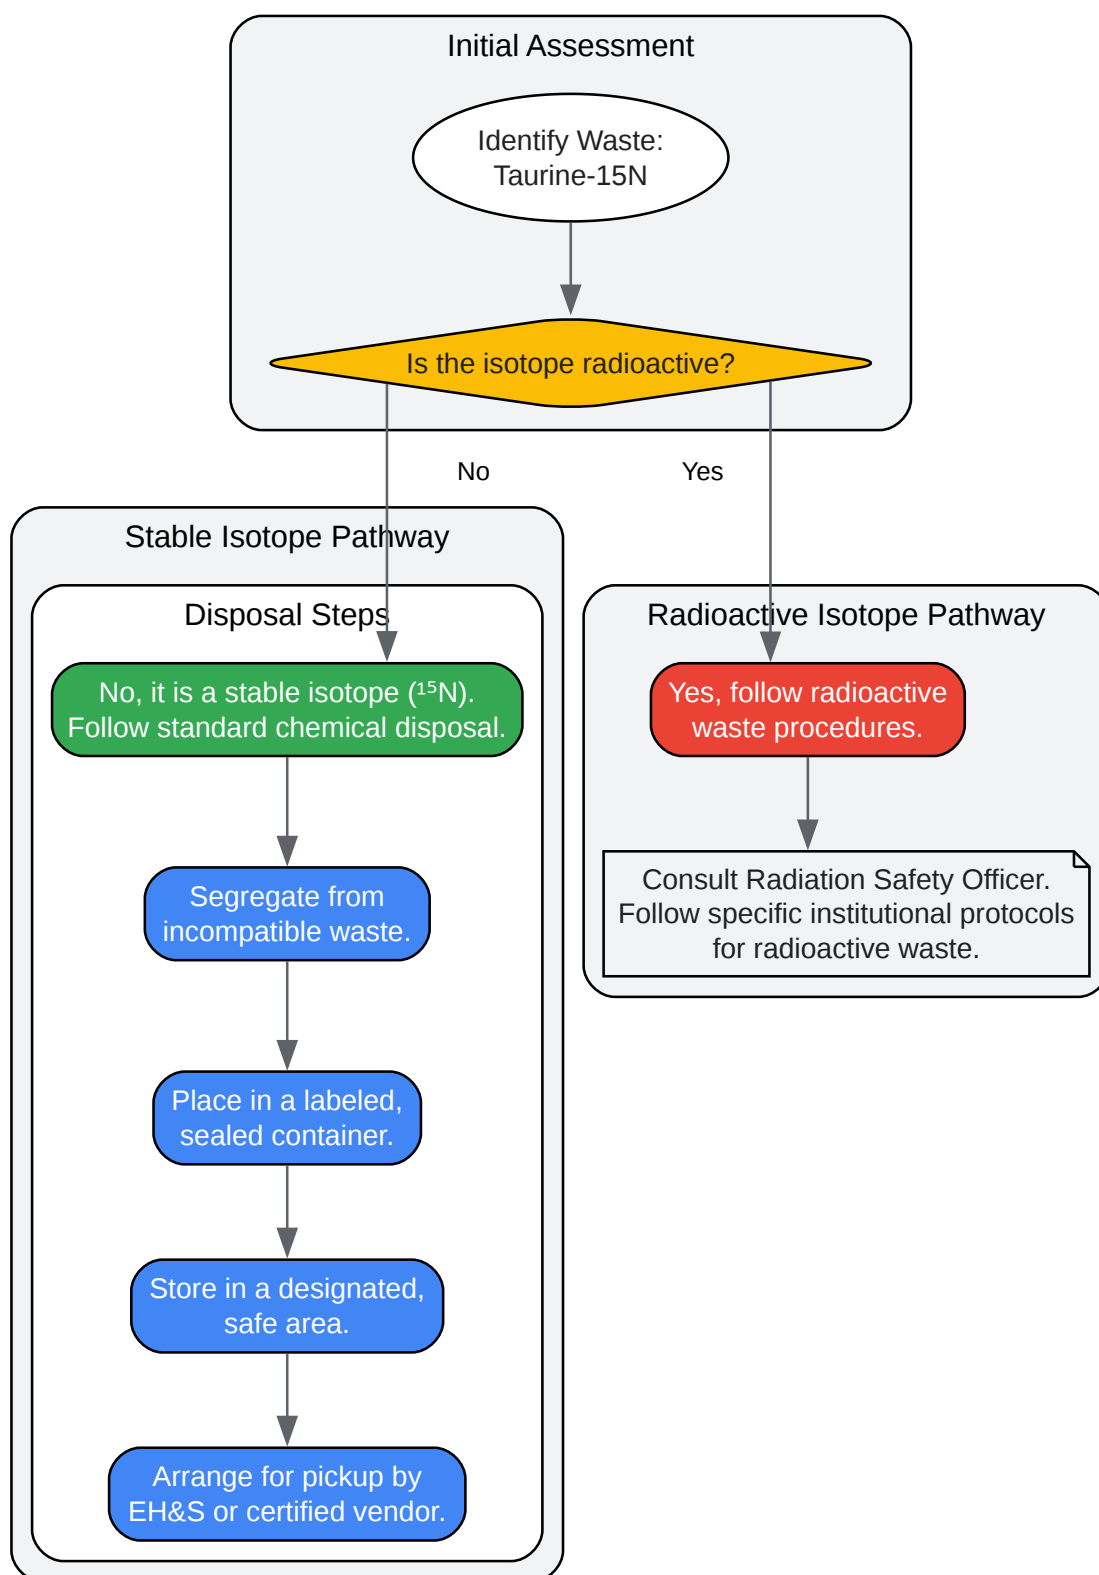 Initial Assessment
Identify Waste:
Taurine-15N
Is the isotope radioactive?
No
Yes
Stable Isotope Pathway
Disposal Steps
No, it is a stable isotope (¹⁵N).
Follow standard chemical disposal.
Segregate from
incompatible waste.
Place in a labeled,
sealed container.
Store in a designated,
safe area.
Arrange for pickup by
EH&S or certified vendor.
Radioactive Isotope Pathway
Yes, follow radioactive
waste procedures.
Consult Radiation Safety Officer.
Follow specific institutional protocols
for radioactive waste.